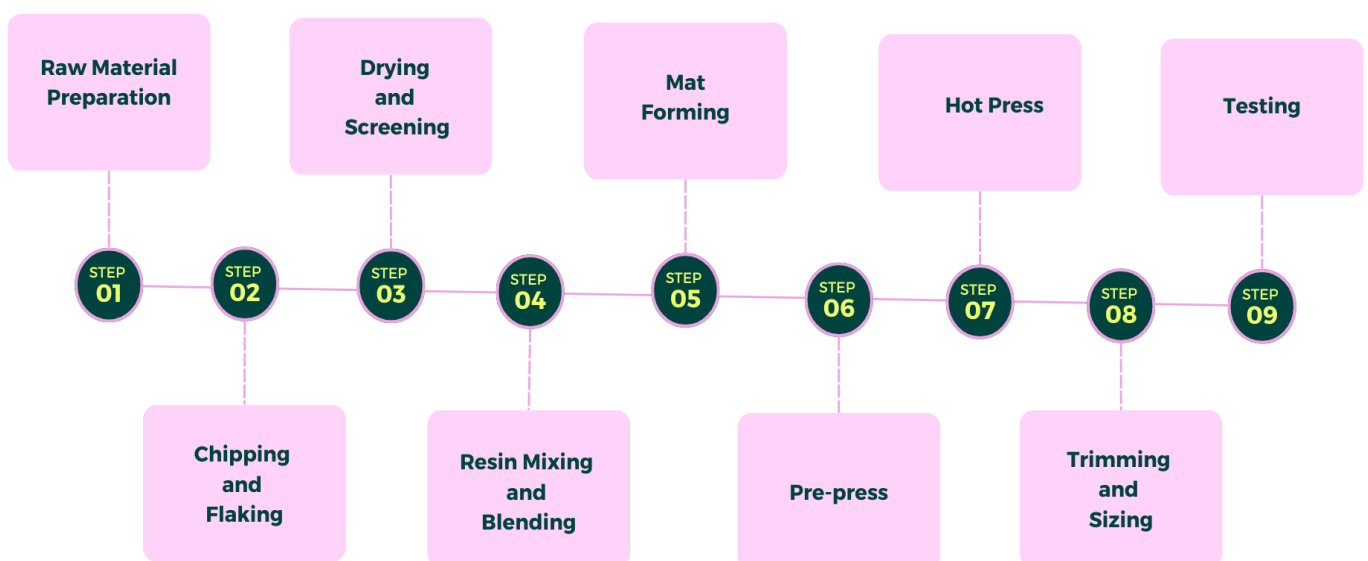 Raw Material
Preparation
Drying
and
Screening
Mat
Forming
Hot Press
Testing
STEP
01
STEP
02
STEP
03
STEP
04
STEP
05
STEP
06
STEP
07
STEP
08
STEP
09
Chipping
and
Flaking
Resin Mixing
and
Blending
Pre-press
Trimming
and
Sizing